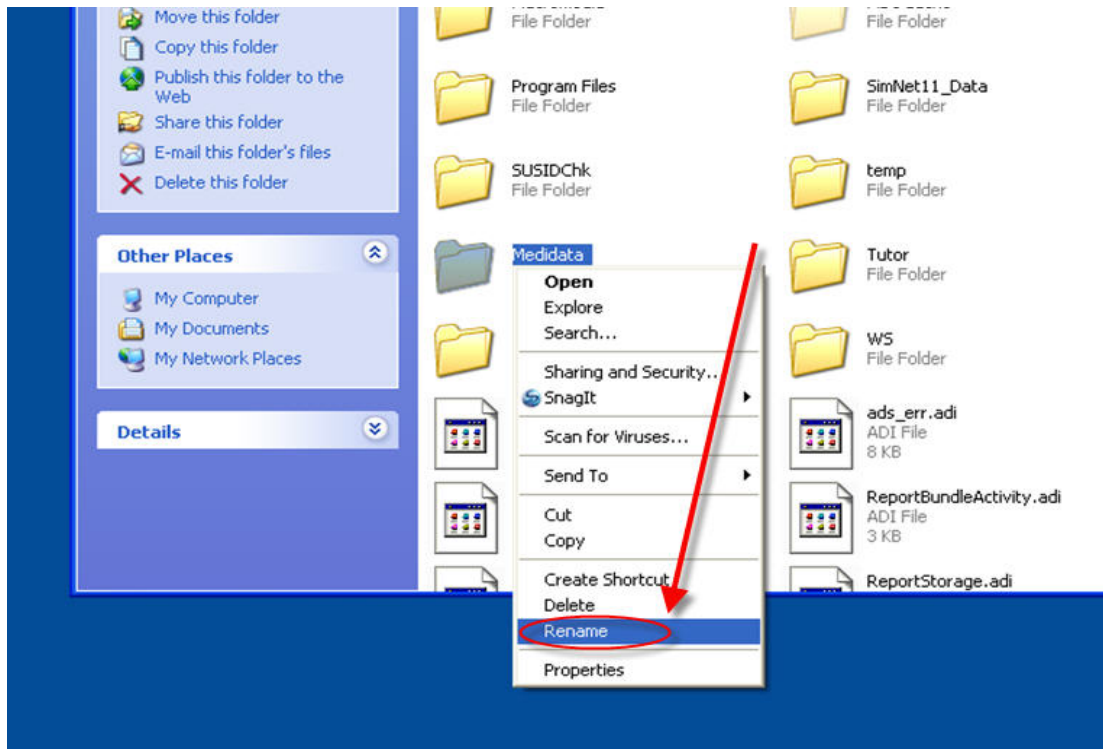 Move this folder
Copy this folder
Publish this folder to the
Web
Share this folder
E-mail this folder's files
Delete this folder
Other Places
My Computer
My Documents
My Network Places
Details
File Folder
Program Files
File Folder
SUSIDChk
File Folder
Medidata
Open
Explore
Search...
Sharing and Security...
SnagIt
Scan for Viruses...
Send To
Cut
Copy
Create Shortcut
Delete
Rename
Properties
File Folder
SimNet11_Data
File Folder
temp
File Folder
Tutor
File Folder
WS
File Folder
ads_err.adi
ADI File
8 KB
ReportBundleActivity.adi
ADI File
3 KB
ReportStorage.adi